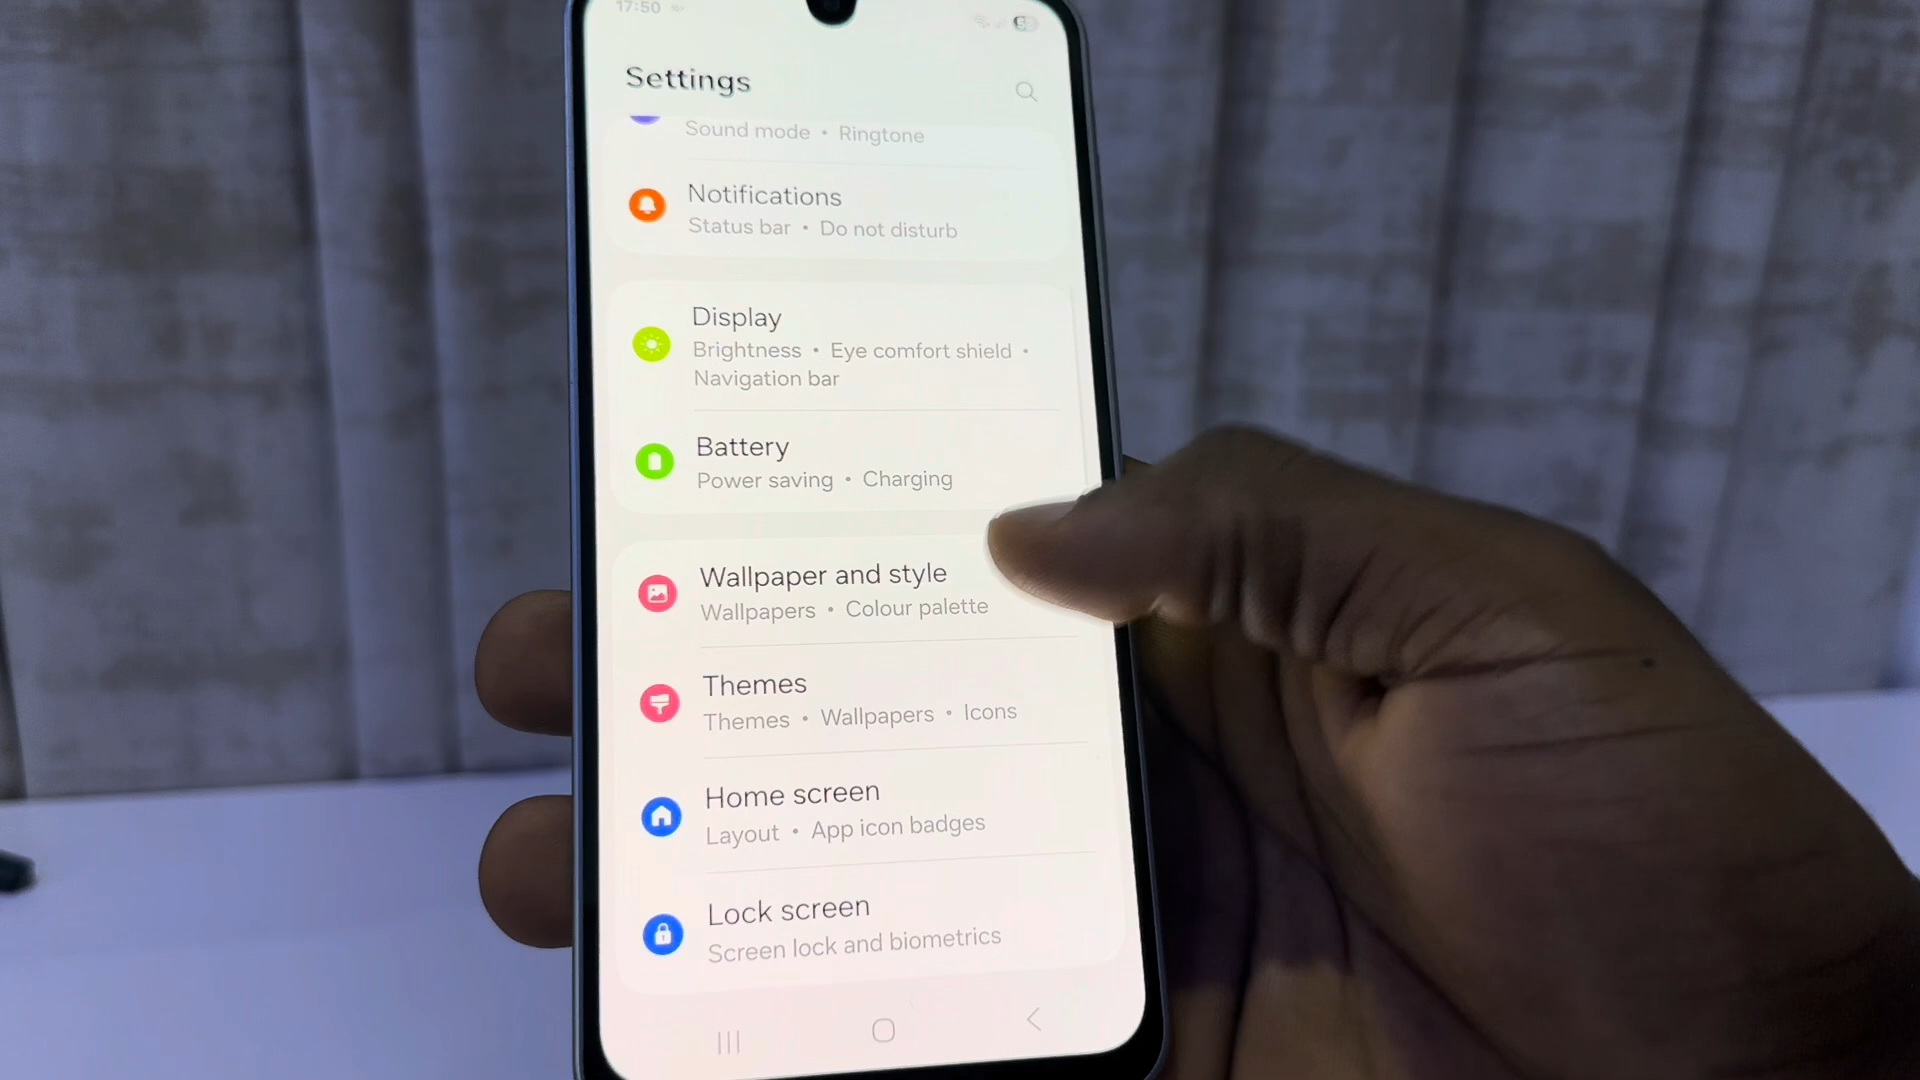 17:50
Settings
Sound mode • Ringtone
Notifications
Status bar • Do not disturb
Display
Brightness • Eye comfort shield •
Navigation bar
Battery
Power saving • Charging
Wallpaper and style
Wallpapers • Colour palette
Themes
Themes • Wallpapers • Icons
Home screen
Layout • App icon badges
Lock screen
Screen lock and biometrics